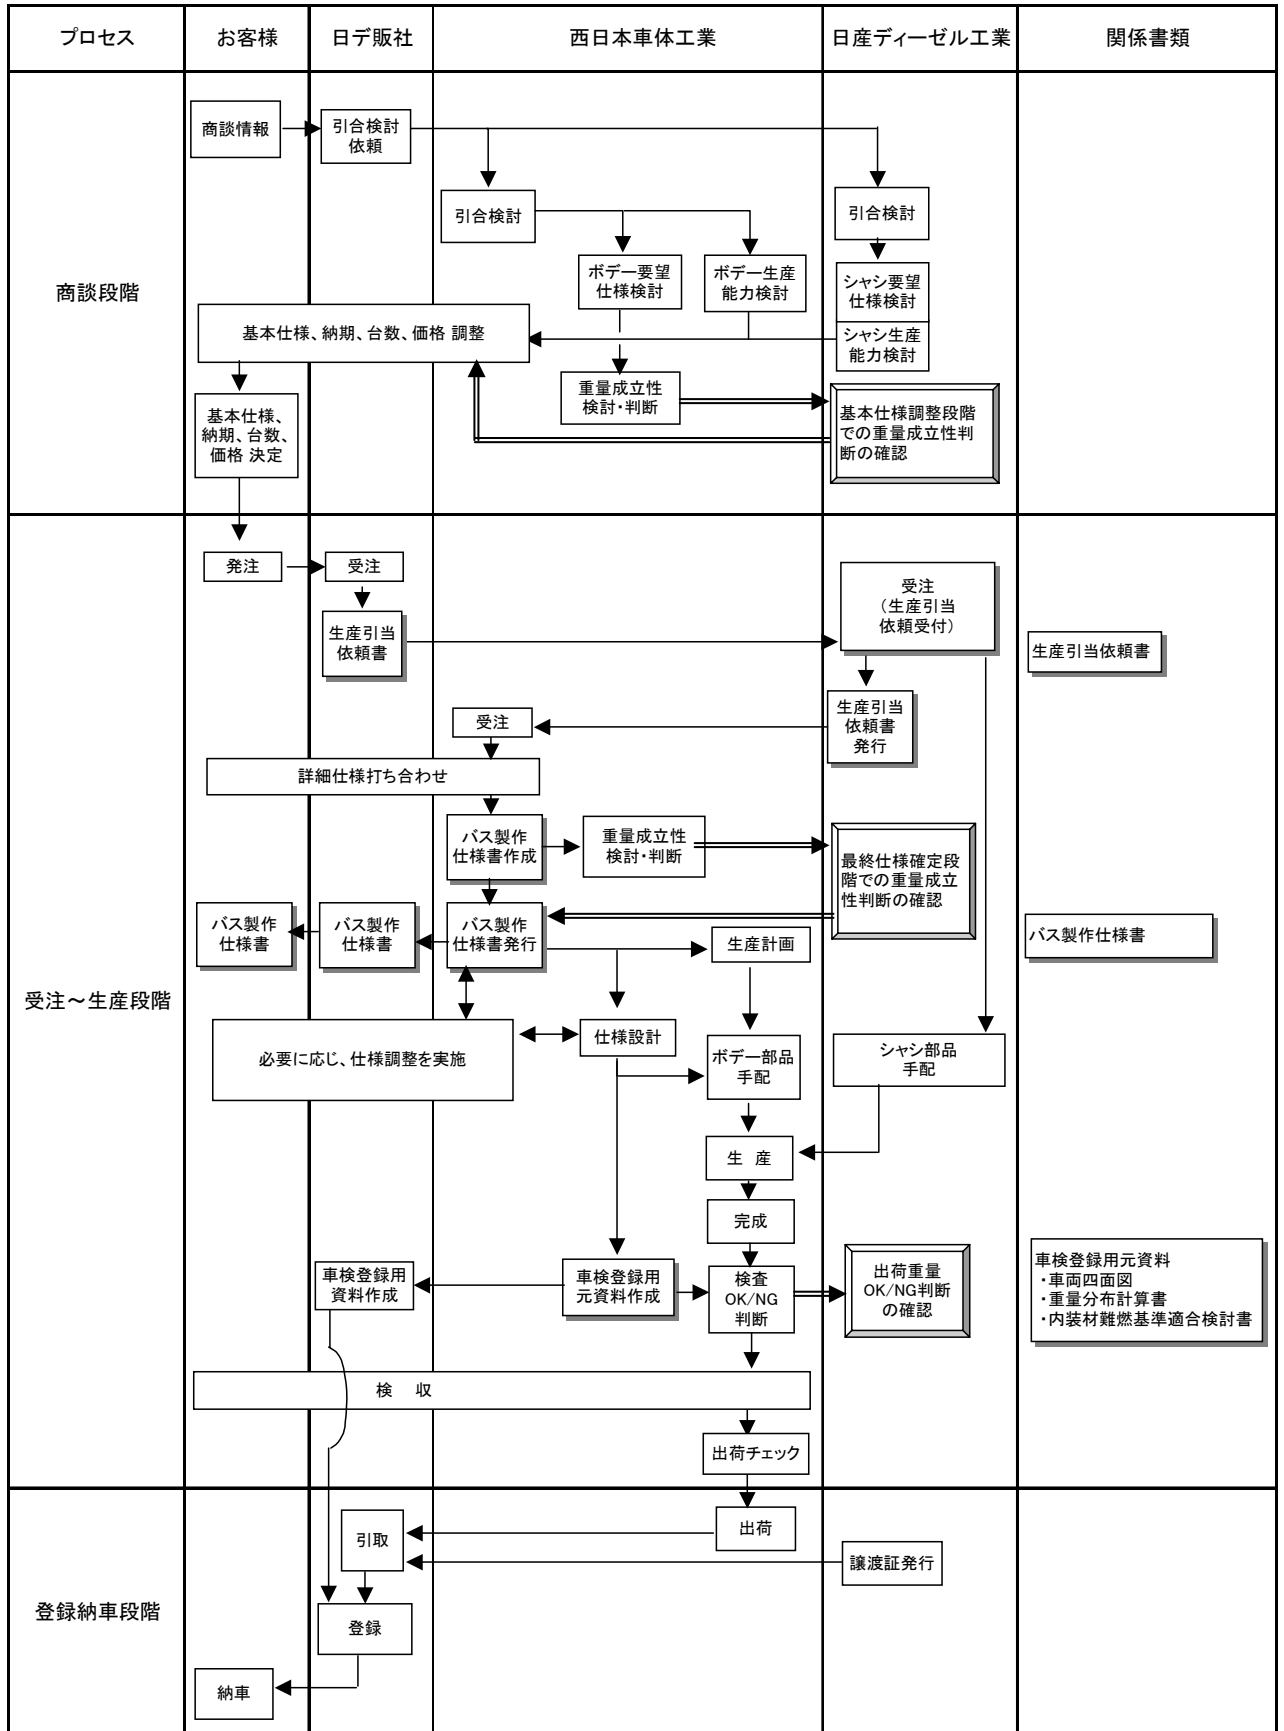 プロセス
お客様
日デ販社
西日本車体工業
日産ディーゼル工業
関係書類
商談段階
商談情報
引合検討
依頼
引合検討
引合検討
ボデー要望
仕様検討
ボデー生産
能力検討
シャシ要望
仕様検討
シャシ生産
能力検討
基本仕様、納期、台数、価格 調整
重量成立性
検討・判断
基本仕様調整段階
での重量成立性判
断の確認
基本仕様、
納期、台数、
価格 決定
受注～生産段階
発注
受注
受注
（生産引当
依頼受付）
生産引当
依頼書
生産引当依頼書
生産引当
依頼書
発行
受注
詳細仕様打ち合わせ
バス製作
仕様書作成
重量成立性
検討・判断
最終仕様確定段
階での重量成立
性判断の確認
バス製作
仕様書
バス製作
仕様書
バス製作
仕様書発行
生産計画
バス製作仕様書
必要に応じ、仕様調整を実施
仕様設計
ボデー部品
手配
シャシ部品
手配
生 産
完成
車検登録用
資料作成
車検登録用
元資料作成
検査
OK/NG
判断
出荷重量
OK/NG判断
の確認
車検登録用元資料
・車両四面図
・重量分布計算書
・内装材難燃基準適合検討書
検 収
出荷チェック
登録納車段階
出荷
引取
譲渡証発行
登録
納車